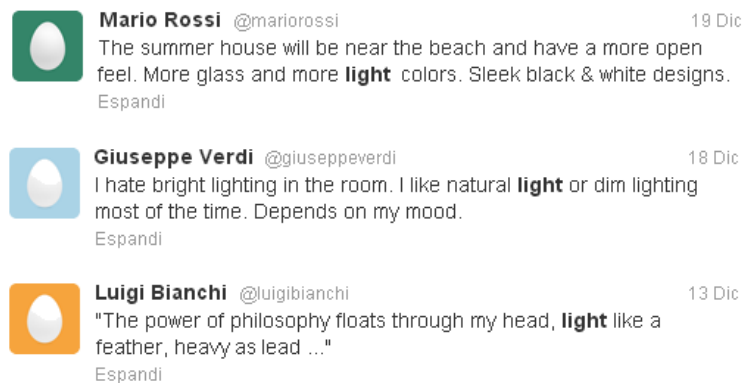 Mario Rossi @mariorossi 19 Dic
The summer house will be near the beach and have a more open
feel. More glass and more light colors. Sleek black & white designs.
Espandi
Giuseppe Verdi @giuseppeverdi 18 Dic
I hate bright lighting in the room. I like natural light or dim lighting
most of the time. Depends on my mood.
Espandi
Luigi Bianchi @luigibianchi 13 Dic
"The power of philosophy floats through my head, light like a
feather, heavy as lead ..."
Espandi